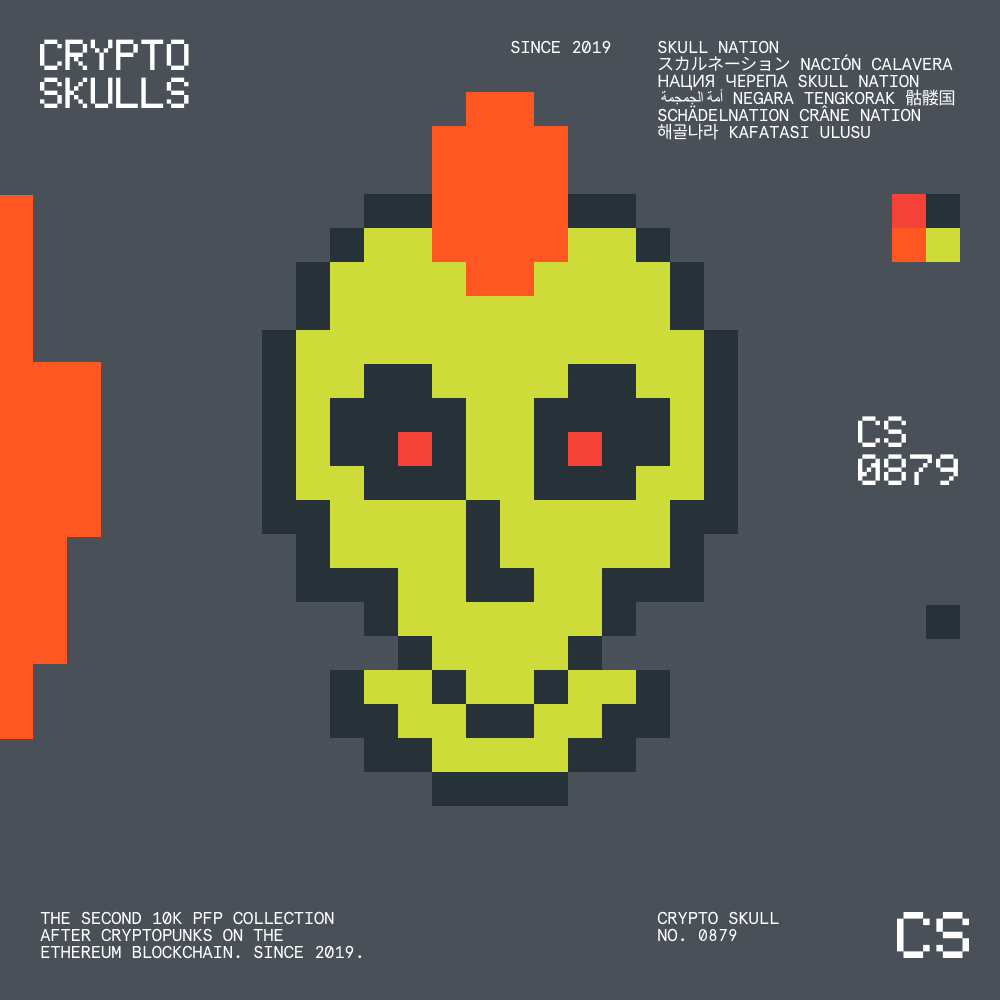 CRYPTO
SKULLS
SINCE 2019
SKULL NATION
スカルネーション NACIÓN CALAVERA
НАЦИЯ ЧЕРЕПА SKULL NATION
أمة الجمجمة NEGARA TENGKORAK 骷髅国
SCHÄDELNATION CRÂNE NATION
해골나라 KAFATASI ULUSU
CS
0879
THE SECOND 10K PFP COLLECTION
AFTER CRYPTOPUNKS ON THE
ETHEREUM BLOCKCHAIN. SINCE 2019.
CRYPTO SKULL
NO. 0879
CS